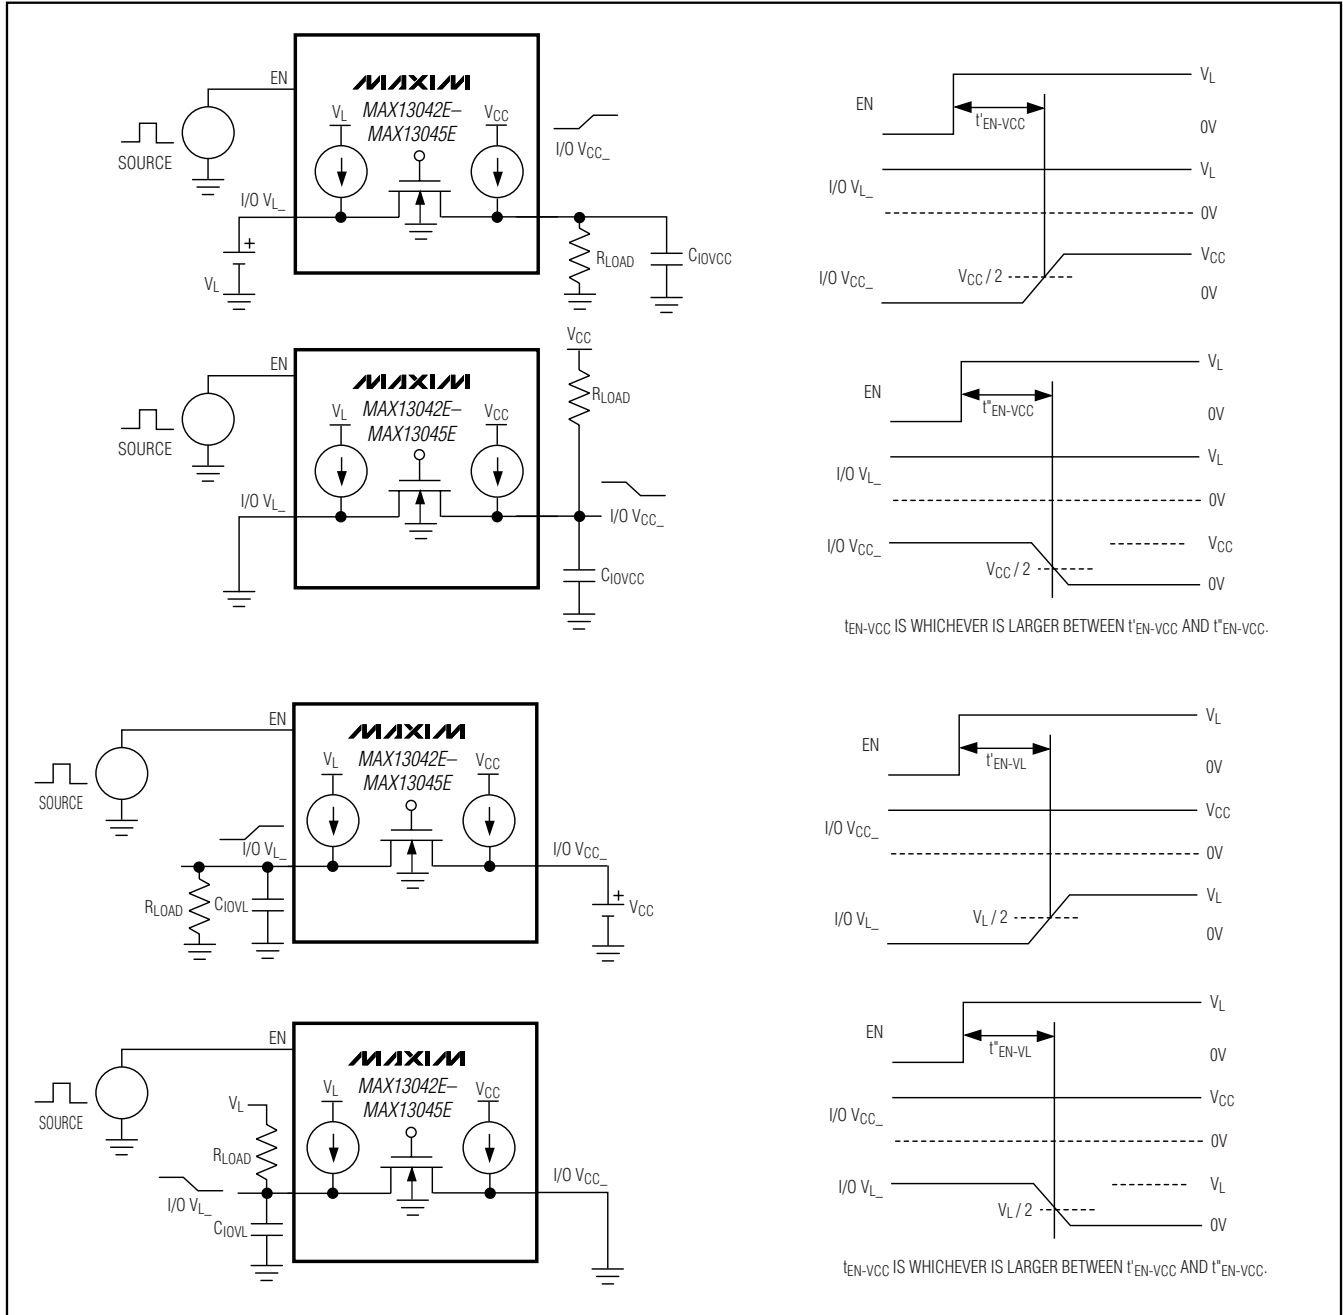 EN
MAXIM
MAX13042E–
MAX13045E
VL
VCC
SOURCE
I/O VL_
VL
I/O VCC_
RLOAD
CIOVCC
EN
t'EN-VCC
VL
0V
I/O VL_
VL
0V
I/O VCC_
VCC / 2
VCC
0V
EN
MAXIM
MAX13042E–
MAX13045E
VL
VCC
SOURCE
I/O VL_
VCC
RLOAD
I/O VCC_
CIOVCC
EN
t"EN-VCC
VL
0V
I/O VL_
VL
0V
I/O VCC_
VCC / 2
VCC
0V
tEN-VCC IS WHICHEVER IS LARGER BETWEEN t'EN-VCC AND t"EN-VCC.
EN
MAXIM
MAX13042E–
MAX13045E
VL
VCC
SOURCE
I/O VL_
RLOAD
CIOVL
I/O VCC_
VCC
EN
t'EN-VL
VL
0V
I/O VCC_
VCC
0V
I/O VL_
VL / 2
VL
0V
EN
MAXIM
MAX13042E–
MAX13045E
VL
VCC
SOURCE
VL
RLOAD
I/O VL_
CIOVL
I/O VCC_
EN
t"EN-VL
VL
0V
I/O VCC_
VCC
0V
I/O VL_
VL / 2
VL
0V
tEN-VCC IS WHICHEVER IS LARGER BETWEEN t'EN-VCC AND t"EN-VCC.